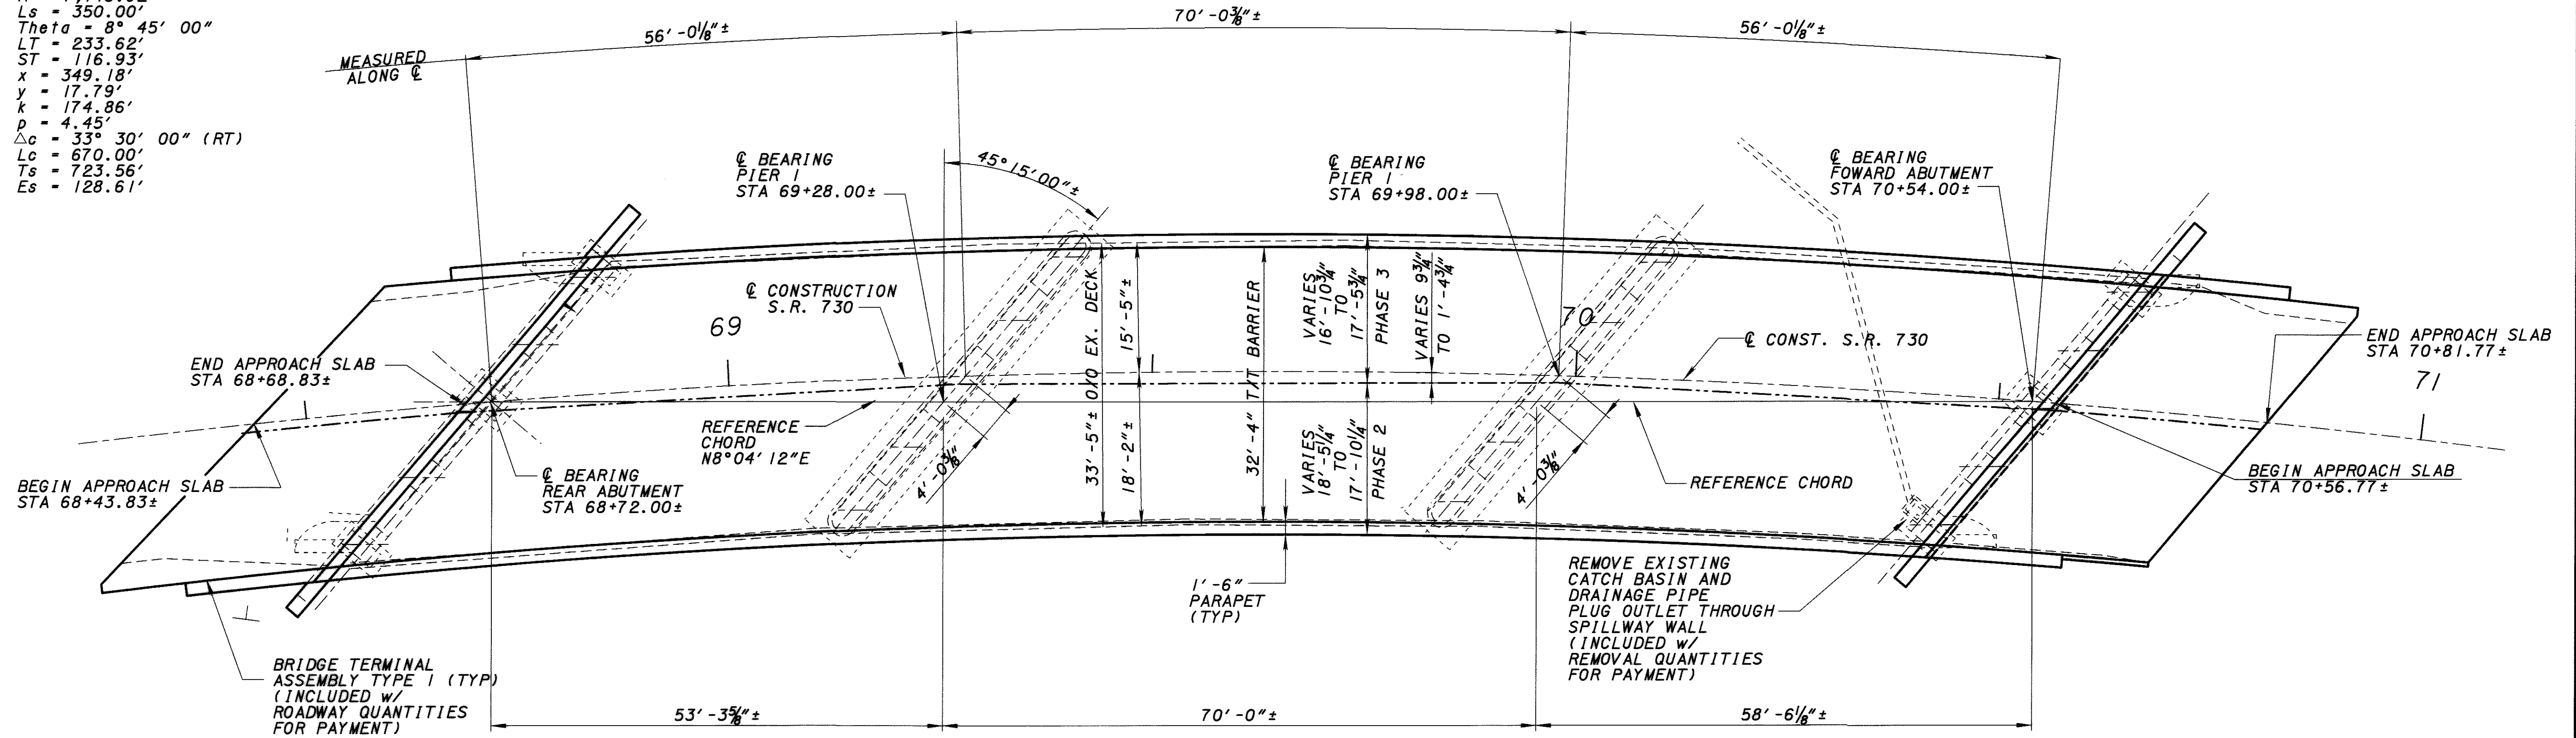 Ls = 350.00'
Theta = 8° 45' 00"
LT = 233.62'
ST = 116.93'
x = 349.18'
y = 17.79'
k = 174.86'
p = 4.45'
△c = 33° 30' 00" (RT)
Lc = 670.00'
Ts = 723.56'
Es = 128.61'
MEASURED
ALONG ℄
56'-0⅛"±
70'-0⅜"±
56'-0⅛"±
℄ BEARING
PIER 1
STA 69+28.00±
45° 15'00"±
℄ BEARING
PIER 1
STA 69+98.00±
℄ BEARING
FOWARD ABUTMENT
STA 70+54.00±
℄ CONSTRUCTION
S.R. 730
69
70
71
℄ CONST. S.R. 730
END APPROACH SLAB
STA 68+68.83±
END APPROACH SLAB
STA 70+81.77±
33'-5"± O/O EX. DECK
15'-5"±
18'-2"±
32'-4" T/T BARRIER
VARIES
16'-10¾"
TO
17'-5¼"
PHASE 3
VARIES 9¾"
TO 1'-4¾"
VARIES
18'-5¼"
TO
17'-10¼"
PHASE 2
REFERENCE
CHORD
N8°04'12"E
4'-0⅜"
4'-0⅜"
REFERENCE CHORD
BEGIN APPROACH SLAB
STA 68+43.83±
℄ BEARING
REAR ABUTMENT
STA 68+72.00±
BEGIN APPROACH SLAB
STA 70+56.77±
1'-6"
PARAPET
(TYP)
REMOVE EXISTING
CATCH BASIN AND
DRAINAGE PIPE
PLUG OUTLET THROUGH
SPILLWAY WALL
(INCLUDED w/
REMOVAL QUANTITIES
FOR PAYMENT)
BRIDGE TERMINAL
ASSEMBLY TYPE 1 (TYP)
(INCLUDED w/
ROADWAY QUANTITIES
FOR PAYMENT)
53'-3⅝"±
70'-0"±
58'-6⅛"±